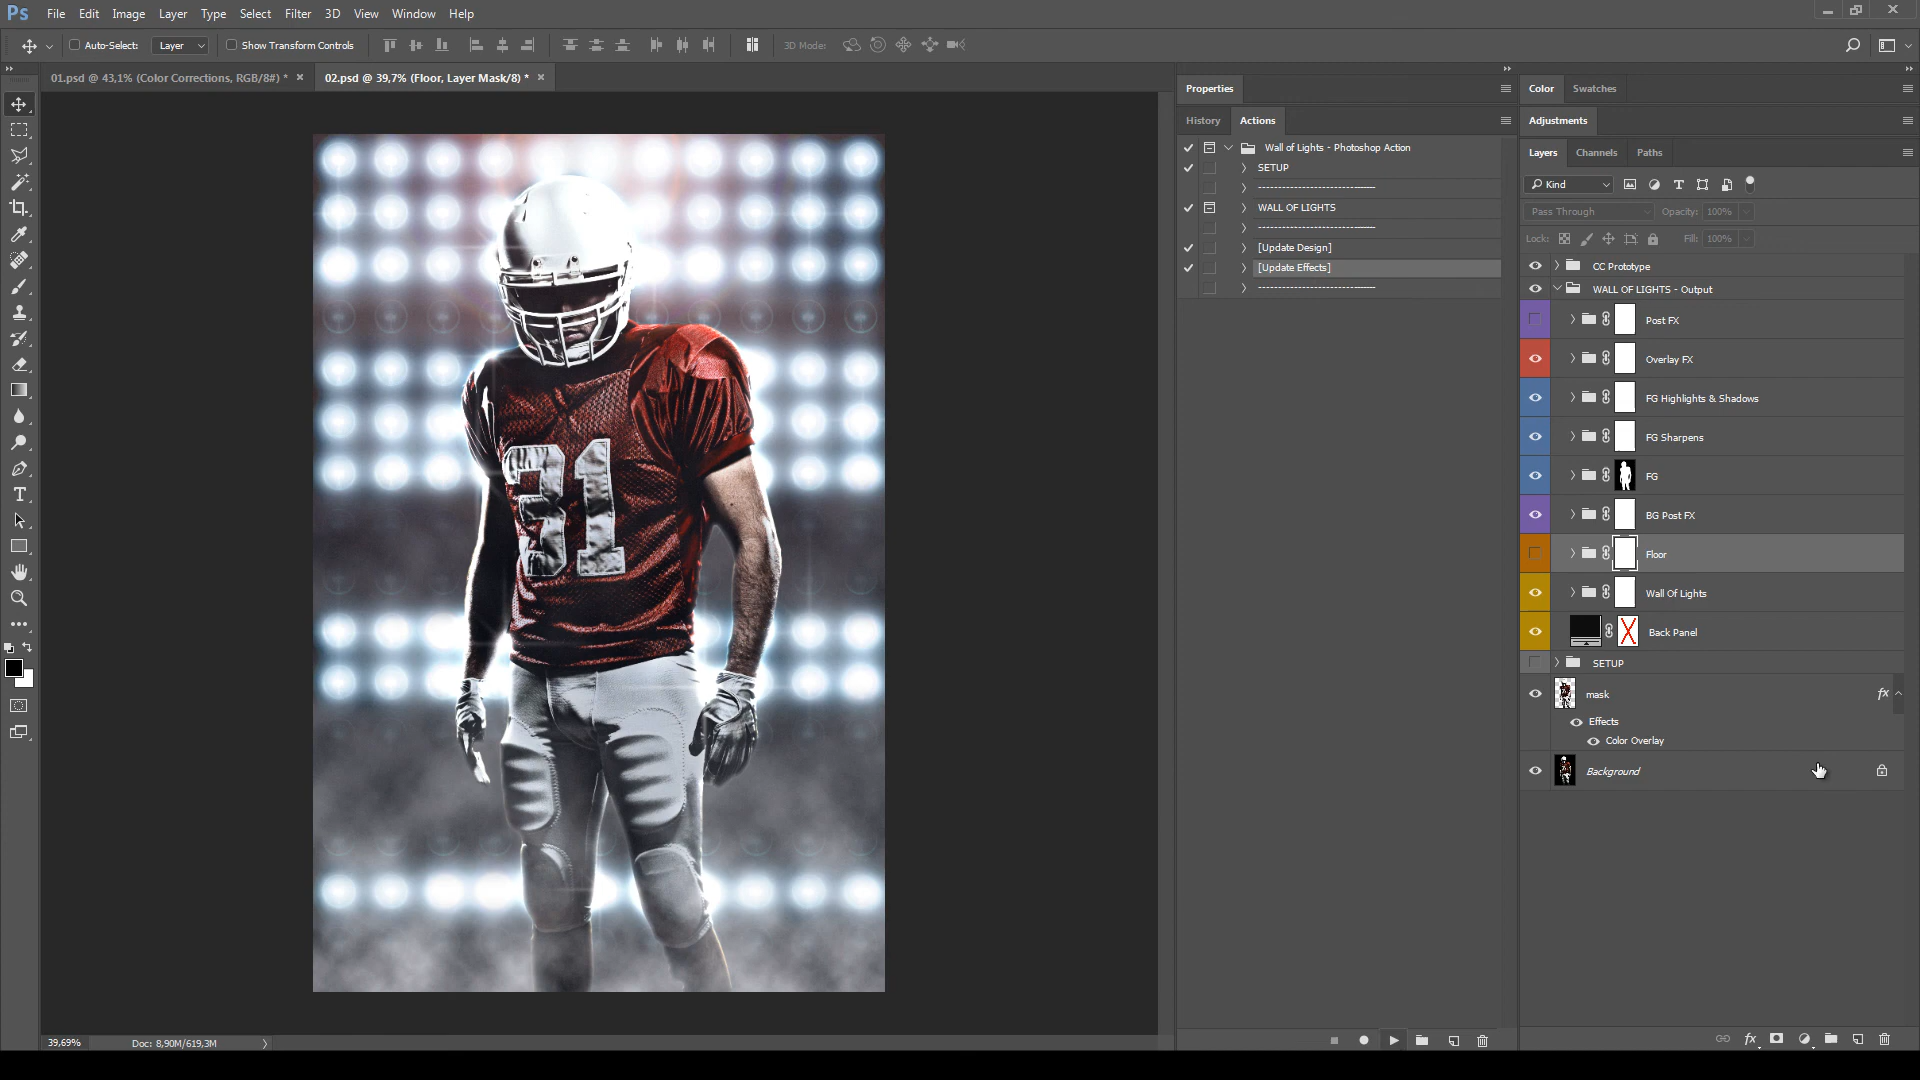 Ps File Edit Image Layer Type Select Filter 3D View Window Help
Auto-Select: Layer Show Transform Controls 3D Mode:
01.psd @ 43,1% (Color Corrections, RGB/8#) * × 02.psd @ 39,7% (Floor, Layer Mask/8) * ×
Properties
History Actions
Wall of Lights - Photoshop Action
SETUP
----------------------------
WALL OF LIGHTS
----------------------------
[Update Design]
[Update Effects]
----------------------------
Color Swatches
Adjustments
Layers Channels Paths
Kind
Pass Through Opacity: 100%
Lock: Fill: 100%
CC Prototype
WALL OF LIGHTS - Output
Post FX
Overlay FX
FG Highlights & Shadows
FG Sharpens
FG
BG Post FX
Floor
Wall Of Lights
Back Panel
SETUP
mask fx
Effects
Color Overlay
Background
31
39,69% Doc: 8,90M/619,3M
fx